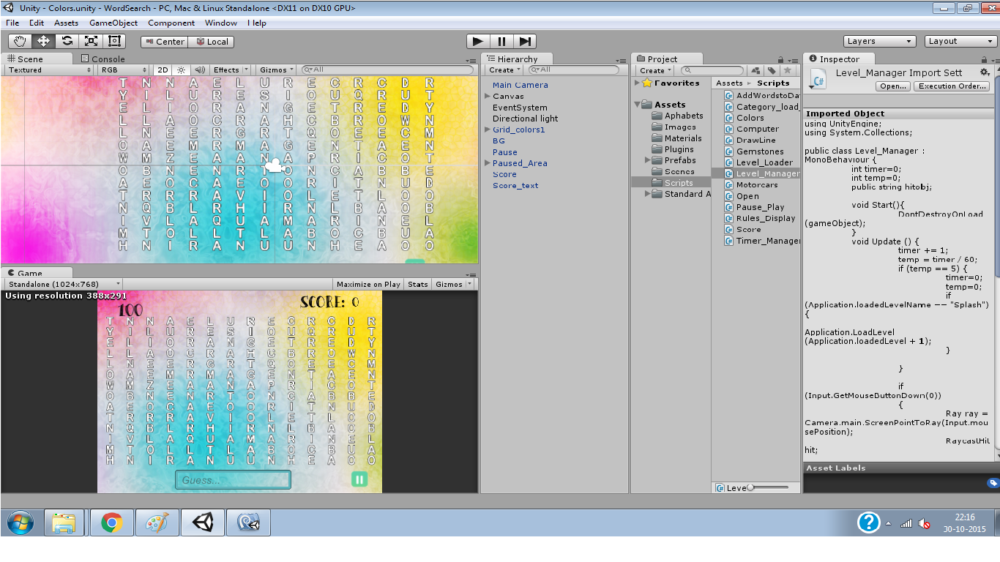 Unity - Colors.unity - WordSearch - PC, Mac & Linux Standalone <DX11 on DX10 GPU>
File Edit Assets GameObject Component Window Help
Center Local Layers Layout
Scene Console
Textured RGB 2D Effects Gizmos All
T N N A E L U R E C R C D R
Y I L U R E S I O U Q R U T
E L I O R A N G E T R E D Y
L L A O C R A H C B R O W N
L N E E R G R T Q O E E C M
O A E M R M A G E N T A E N
W M Z E A A N A P R I C O T
O B N E N R T O N C A B B E
A E O C A E O O R I T N U D
T R R R A V I O L E T L O O
N Q B L R H I R N L B A O B
I V L A Q U A M A R I N E L
M T O L L T L A B O C B U A
H N I R A N U U N H E A O O
Game
Standalone (1024x768) Maximize on Play Stats Gizmos
Using resolution 388x291
100 SCORE: 0
T N N A E L U R E C R C D R
Y I L U R E S I O U Q R U T
E L I O R A N G E T R E D Y
L L A O C R A H C B R O W N
L N E E R G R T Q O E E C M
O A E M R M A G E N T A E N
W M Z E A A N A P R I C O T
O B N E N R T O N C A B B E
A E O C A E O O R I T N U D
T R R R A V I O L E T L O O
N Q B L R H I R N L B A O B
I V L A Q U A M A R I N E L
M T O L L T L A B O C B U A
H N I R A N U U N H E A O O
Guess...
Hierarchy
Create All
Main Camera
Canvas
EventSystem
Directional light
Grid_colors1
BG
Pause
Paused_Area
Score
Score_text
Project
Create
Favorites
Assets
Aphabets
Images
Materials
Plugins
Prefabs
Scenes
Scripts
Standard A
Assets Scripts
AddWordstoDa
Category_load_
Colors
Computer
DrawLine
Gemstones
Level_Loader
Level_Manager
Motorcars
Open
Pause_Play
Rules_Display
Score
Timer_Manager
Leve
Inspector
Level_Manager Import Sett
Open... Execution Order...
Imported Object
using UnityEngine;
using System.Collections;
public class Level_Manager :
MonoBehaviour {
int timer=0;
int temp=0;
public string hitobj;
void Start(){
DontDestroyOnLoad
(gameObject);
}
void Update () {
timer += 1;
temp = timer / 60;
if (temp == 5) {
timer=0;
temp=0;
if
(Application.loadedLevelName == "Splash")
{
Application.LoadLevel
(Application.loadedLevel + 1);
}
}
if
(Input.GetMouseButtonDown(0))
{
Ray ray =
Camera.main.ScreenPointToRay(Input.mou
sePosition);
RaycastHit
hit;
Asset Labels
22:16
30-10-2015